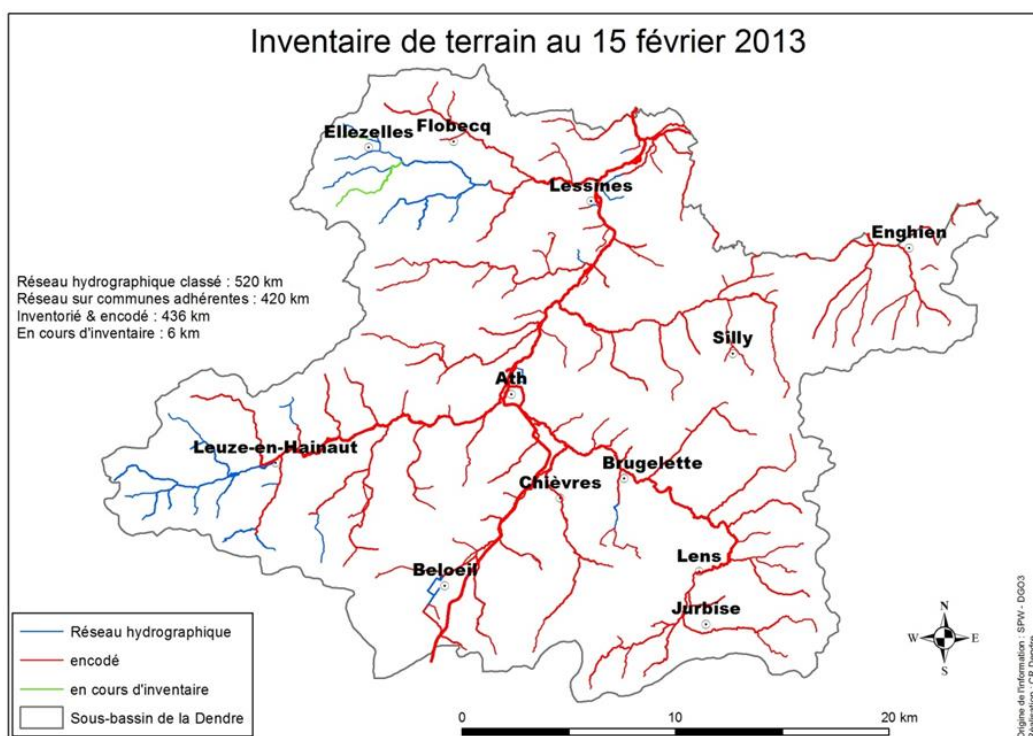 Inventaire de terrain au 15 février 2013
Ellezelles
Flobecq
Lessines
Enghien
Réseau hydrographique classé : 520 km
Réseau sur communes adhérentes : 420 km
Inventorié & encodé : 436 km
En cours d'inventaire : 6 km
Silly
Ath
Leuze-en-Hainaut
Brugelette
Chièvres
Lens
Beloeil
Jurbise
Réseau hydrographique
encodé
en cours d'inventaire
Sous-bassin de la Dendre
0 10 20 km
N
W E
S
Origine de l'information : SPW - DGO3
Réalisation : CR Dendre